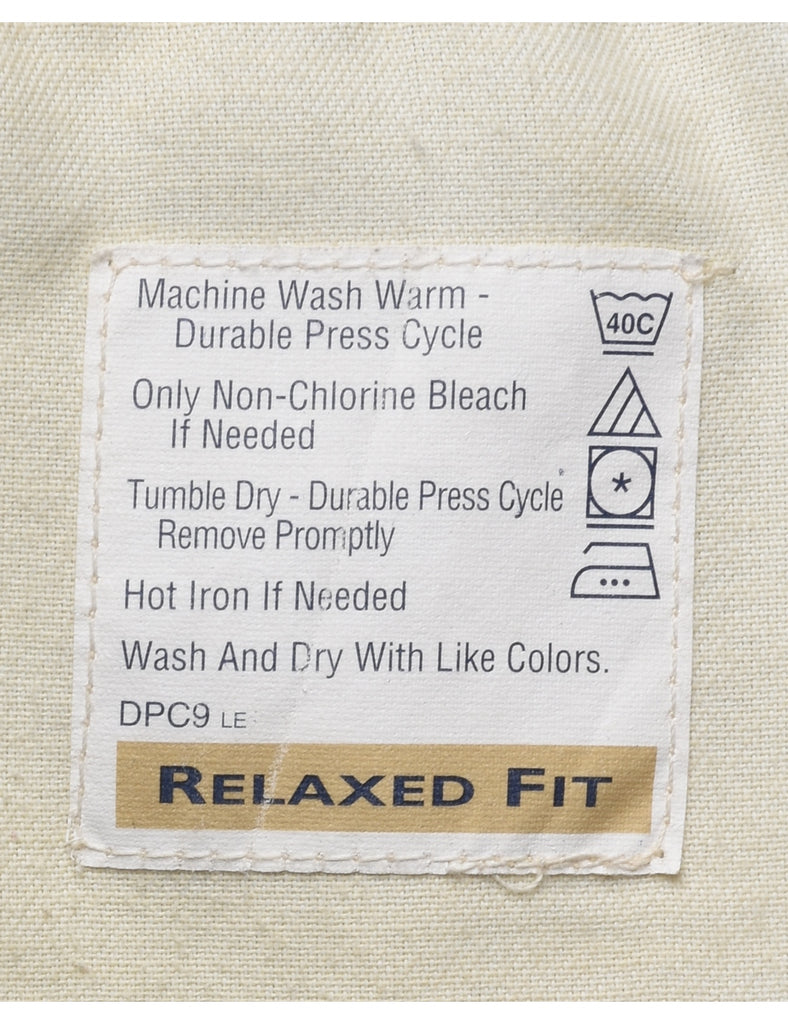 Machine Wash Warm -
Durable Press Cycle
40C
Only Non-Chlorine Bleach
If Needed
Tumble Dry - Durable Press Cycle
Remove Promptly
Hot Iron If Needed
Wash And Dry With Like Colors.
DPC9 LE
RELAXED FIT